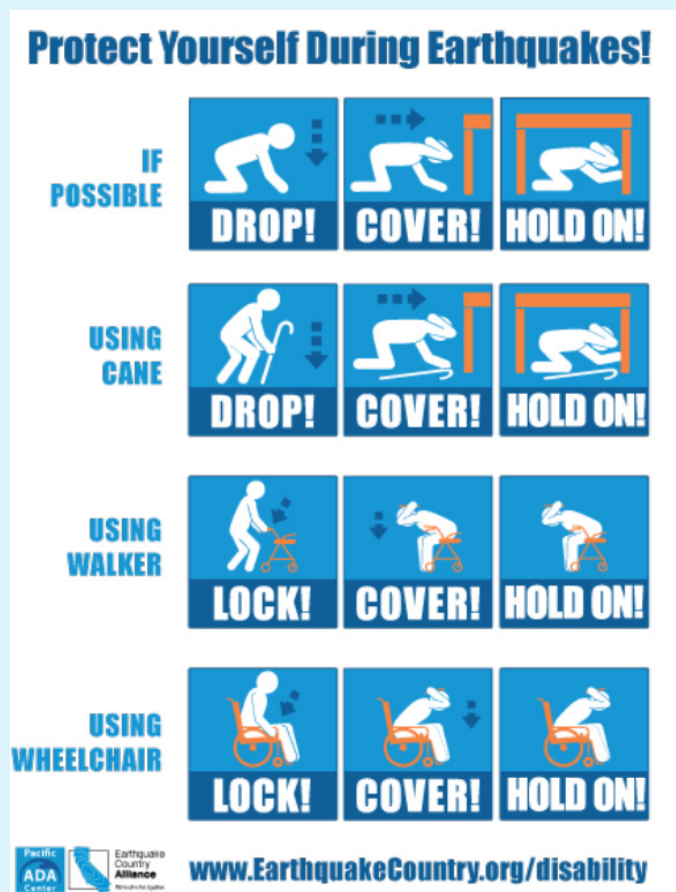 Protect Yourself During Earthquakes!
IF
POSSIBLE
DROP!
COVER!
HOLD ON!
USING
CANE
DROP!
COVER!
HOLD ON!
USING
WALKER
LOCK!
COVER!
HOLD ON!
USING
WHEELCHAIR
LOCK!
COVER!
HOLD ON!
Pacific
ADA
Center
Earthquake
Country
Alliance
www.EarthquakeCountry.org/disability